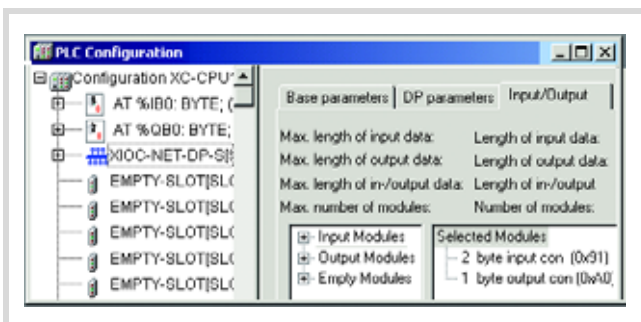 PLC Configuration
Configuration XC-CPU
AT %IB0: BYTE; (
AT %QB0: BYTE;
XIOC-NET-DP-S[
EMPTY-SLOT[SL
EMPTY-SLOT[SL
EMPTY-SLOT[SL
EMPTY-SLOT[SL
EMPTY-SLOT[SL
Base parameters
DP parameters
Input/Output
Max. length of input data:
Length of input data:
Max. length of output data:
Length of output data:
Max. length of in-/output data:
Length of in-/output
Max. number of modules:
Number of modules:
Input Modules
Output Modules
Empty Modules
Selected Modules
2 byte input con (0x91)
1 byte output con (0xA0